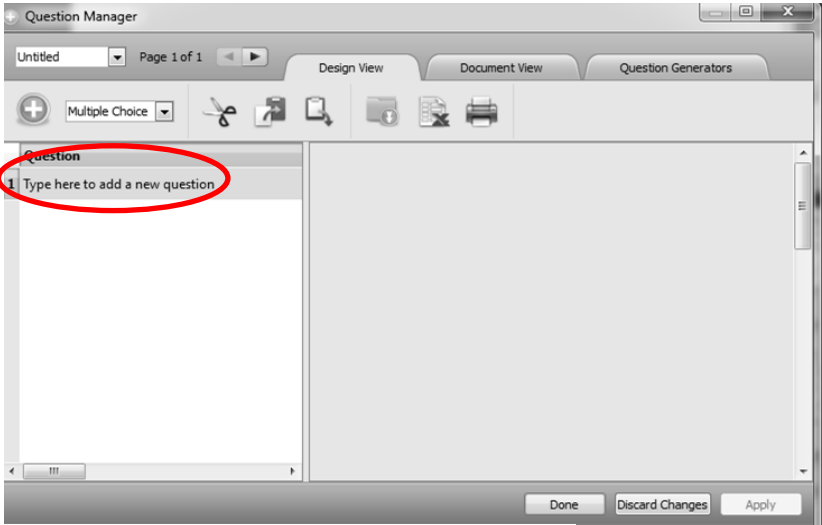 Question Manager
Untitled Page 1 of 1 Design View Document View Question Generators
Multiple Choice
Question
1 Type here to add a new question
Done Discard Changes Apply